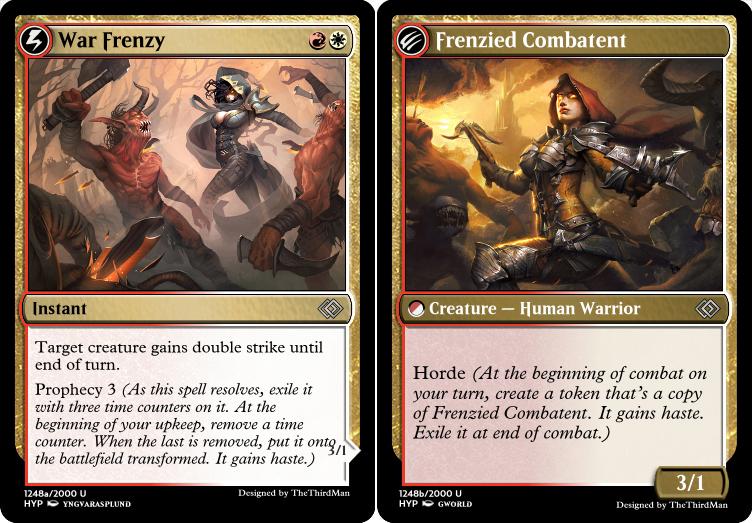 War Frenzy
Instant
Target creature gains double strike until
end of turn.
Prophecy 3 (As this spell resolves, exile it
with three time counters on it. At the
beginning of your upkeep, remove a time
counter. When the last is removed, put it onto
the battlefield transformed. It gains haste.)
3/1
1248a/2000 U
HYP YNGVARASPLUND
Designed by TheThirdMan
Frenzied Combatent
Creature — Human Warrior
Horde (At the beginning of combat on
your turn, create a token that's a copy
of Frenzied Combatent. It gains haste.
Exile it at end of combat.)
3/1
1248b/2000 U
HYP GWORLD
Designed by TheThirdMan